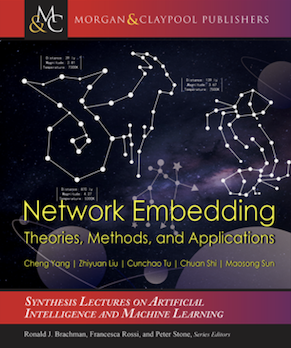 M
&C
MORGAN&CLAYPOOL PUBLISHERS
Network Embedding
Theories, Methods, and Applications
Cheng Yang | Zhiyuan Liu | Cunchao Tu | Chuan Shi | Maosong Sun
SYNTHESIS LECTURES ON ARTIFICIAL
INTELLIGENCE AND MACHINE LEARNING
Ronald J. Brachman, Francesca Rossi, and Peter Stone, Series Editors